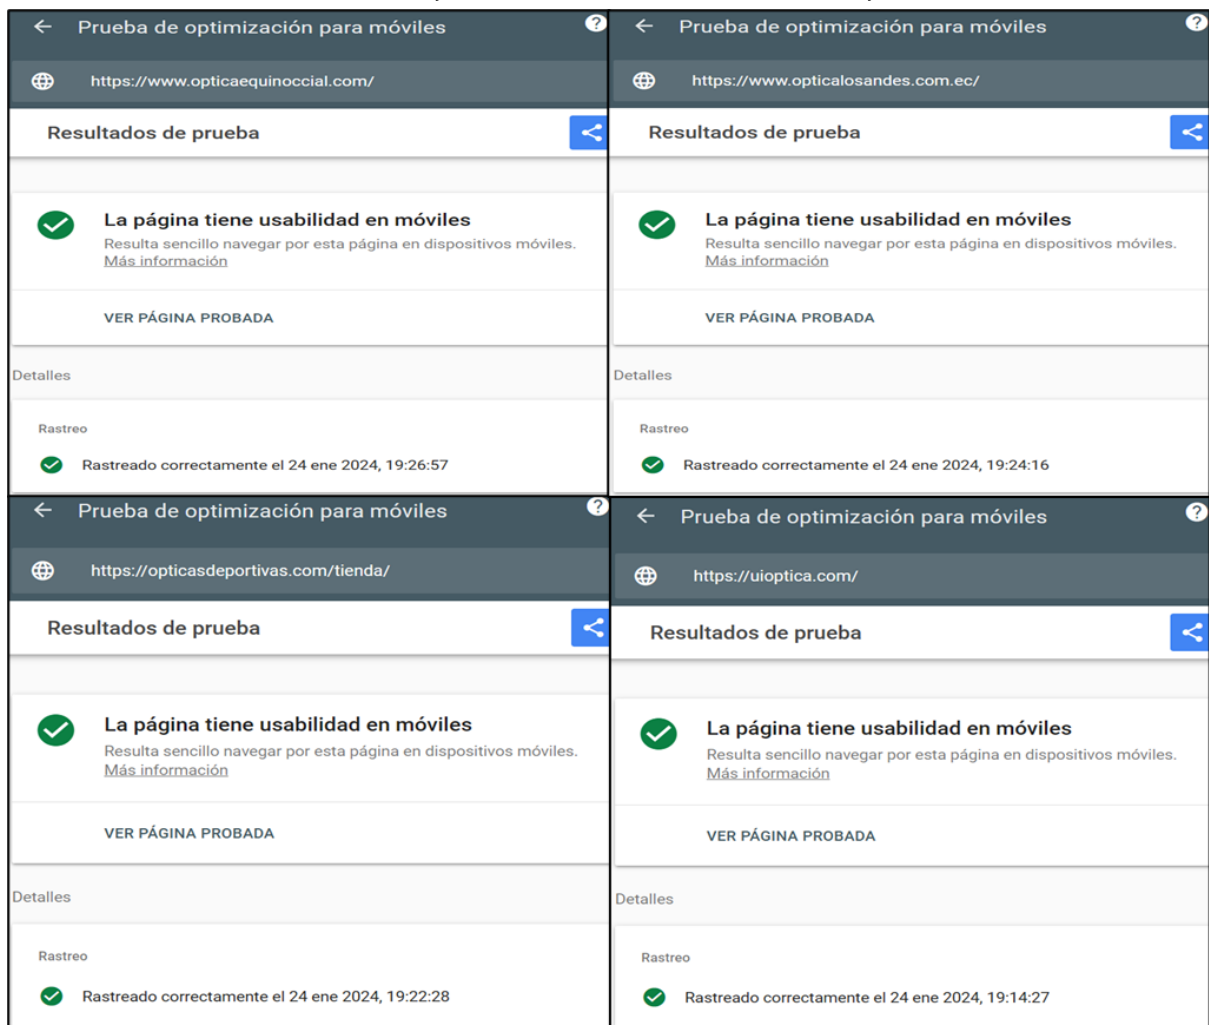 Prueba de optimización para móviles
https://www.opticaequinoccial.com/
Resultados de prueba
La página tiene usabilidad en móviles
Resulta sencillo navegar por esta página en dispositivos móviles.
Más información
VER PÁGINA PROBADA
Detalles
Rastreo
Rastreado correctamente el 24 ene 2024, 19:26:57
Prueba de optimización para móviles
https://www.opticalosandes.com.ec/
Resultados de prueba
La página tiene usabilidad en móviles
Resulta sencillo navegar por esta página en dispositivos móviles.
Más información
VER PÁGINA PROBADA
Detalles
Rastreo
Rastreado correctamente el 24 ene 2024, 19:24:16
Prueba de optimización para móviles
https://opticasdeportivas.com/tienda/
Resultados de prueba
La página tiene usabilidad en móviles
Resulta sencillo navegar por esta página en dispositivos móviles.
Más información
VER PÁGINA PROBADA
Detalles
Rastreo
Rastreado correctamente el 24 ene 2024, 19:22:28
Prueba de optimización para móviles
https://uioptica.com/
Resultados de prueba
La página tiene usabilidad en móviles
Resulta sencillo navegar por esta página en dispositivos móviles.
Más información
VER PÁGINA PROBADA
Detalles
Rastreo
Rastreado correctamente el 24 ene 2024, 19:14:27